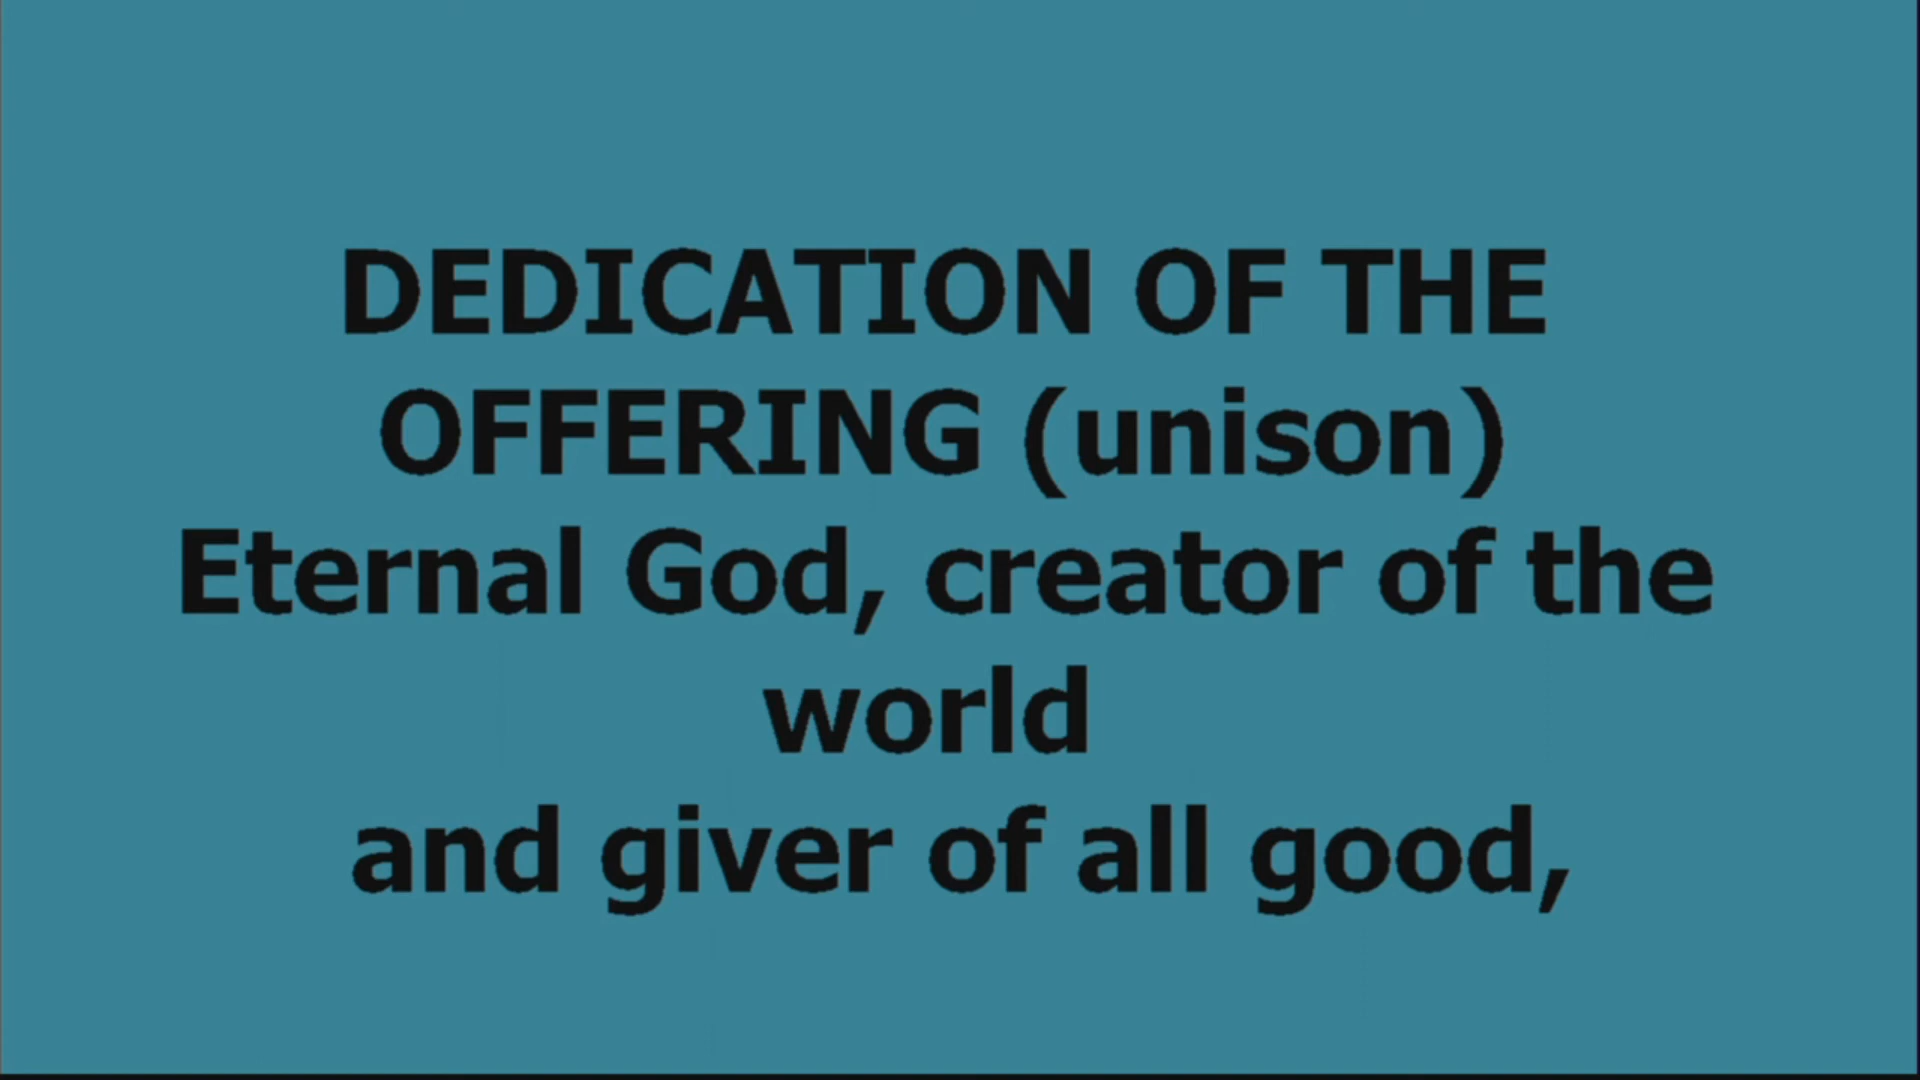 DEDICATION OF THE
OFFERING (unison)
Eternal God, creator of the
world
and giver of all good,